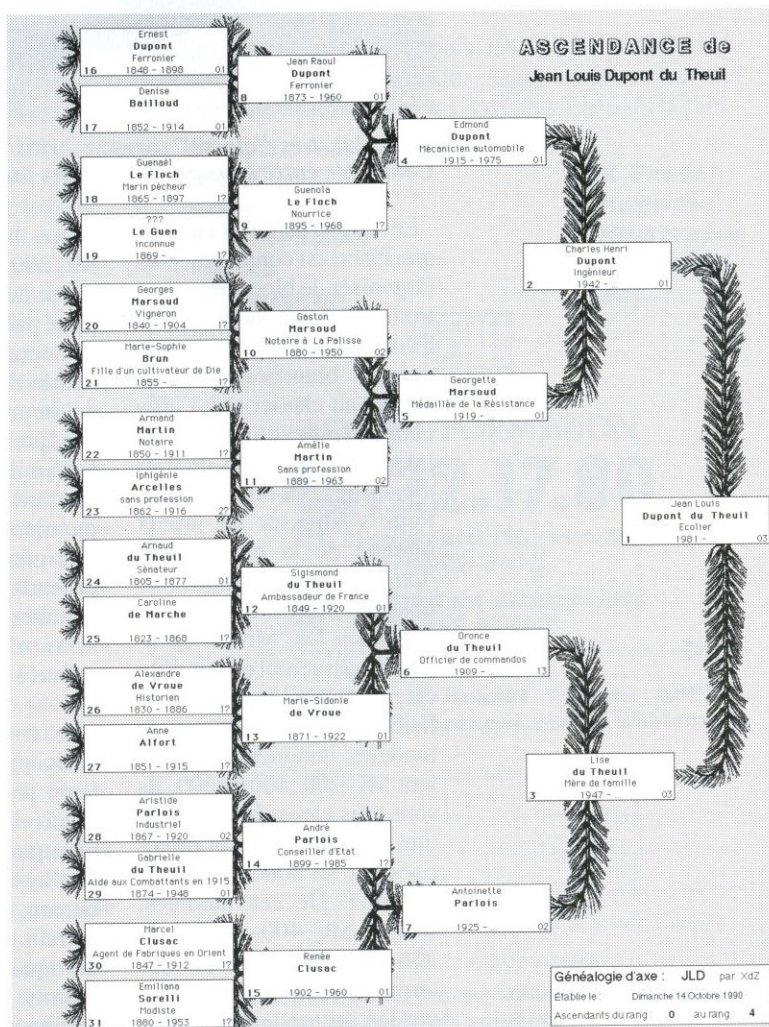 ASCENDANCE de
Jean Louis Dupont du Theuil
Ernest
Dupont
Ferronier
16 1848 - 1898 01
Denise
Bailloud
17 1852 - 1914 01
Guenaël
Le Floch
Marin pêcheur
18 1865 - 1897 1?
???
Le Guen
inconnue
19 1869 - ... 1?
Georges
Marsoud
Vigneron
20 1840 - 1904 1?
Marie-Sophie
Brun
Fille d'un cultivateur de Die
21 1855 - ... 1?
Armand
Martin
Notaire
22 1850 - 1911 1?
Iphigénie
Arcelles
sans profession
23 1862 - 1916 2?
Arnaud
du Theuil
Sénateur
24 1805 - 1877 01
Caroline
de Marche
25 1823 - 1868 1?
Alexandre
de Vroue
Historien
26 1830 - 1886 1?
Anne
Alfort
27 1851 - 1915 1?
Aristide
Parlois
Industriel
28 1867 - 1920 02
Gabrielle
du Theuil
Aide aux Combattants en 1915
29 1874 - 1948 01
Marcel
Clusac
Agent de Fabriques en Orient
30 1847 - 1912 1?
Emiliana
Sorelli
Modiste
31 1880 - 1953 1?
Jean Raoul
Dupont
Ferronier
8 1873 - 1960 01
Guenola
Le Floch
Nourrice
9 1895 - 1968 1?
Gaston
Marsoud
Notaire à La Palisse
10 1880 - 1950 02
Amélie
Martin
Sans profession
11 1889 - 1963 02
Sigismond
du Theuil
Ambassadeur de France
12 1849 - 1920 01
Marie-Sidonie
de Vroue
13 1871 - 1922 01
André
Parlois
Conseiller d'Etat
14 1899 - 1985 1?
Renée
Clusac
15 1902 - 1960 01
Edmond
Dupont
Mécanicien automobile
4 1915 - 1975 01
Georgette
Marsoud
Médaillée de la Résistance
5 1919 - ... 01
Oronce
du Theuil
Officier de commandos
6 1909 - ... 13
Antoinette
Parlois
7 1925 - ... 02
Charles Henri
Dupont
Ingénieur
2 1942 - ... 01
Lise
du Theuil
Mère de famille
3 1947 - ... 03
Jean Louis
Dupont du Theuil
Ecolier
1 1981 - ... 03
Généalogie d'axe : JLD par XdZ
Établie le : Dimanche 14 Octobre 1990
Ascendants du rang : 0 au rang : 4